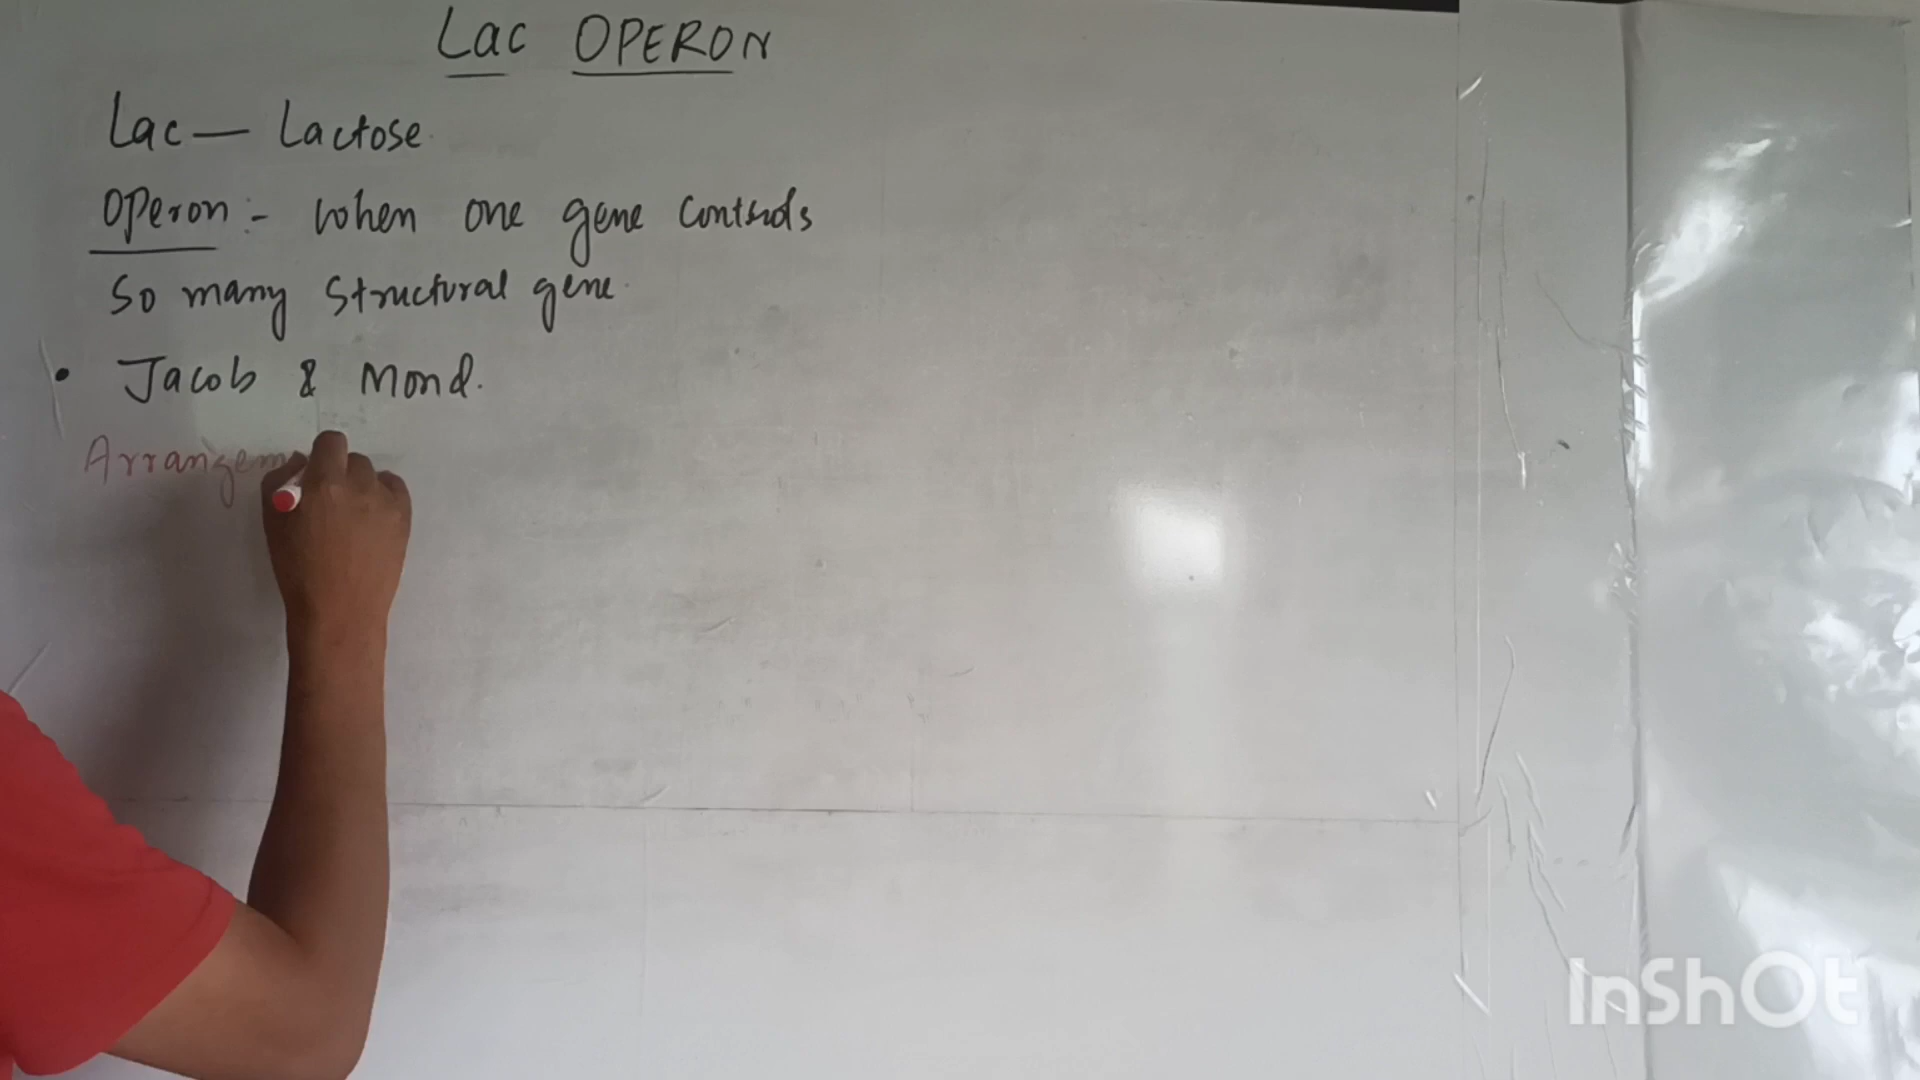 Lac OPERON
Lac — Lactose.
Operon :- When one gene Controls
So many Structural gene.
• Jacob & Mond.
Arrangem
InShOt